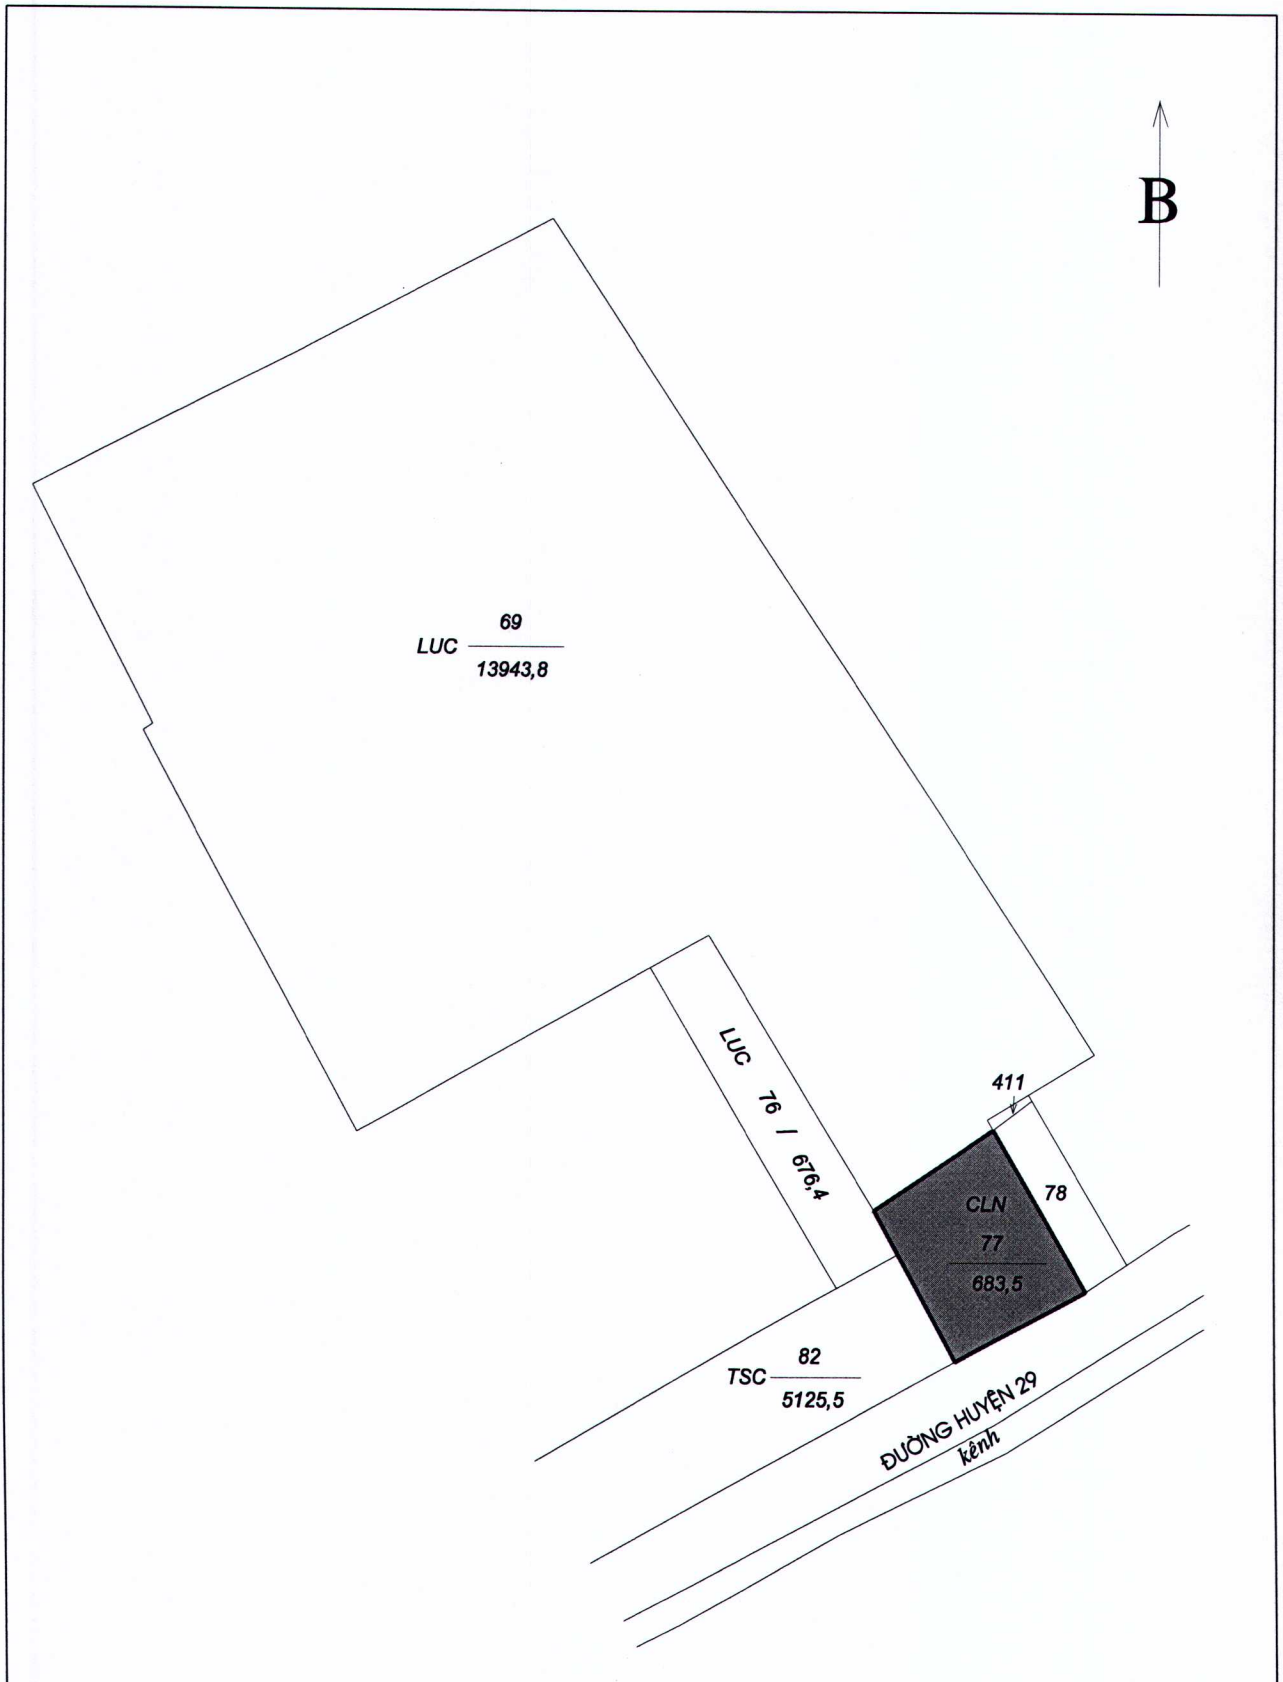 B
69
LUC
13943,8
LUC 76 / 676,4
411
78
CLN
77
683,5
82
TSC
5125,5
ĐƯỜNG HUYỆN 29
kênh